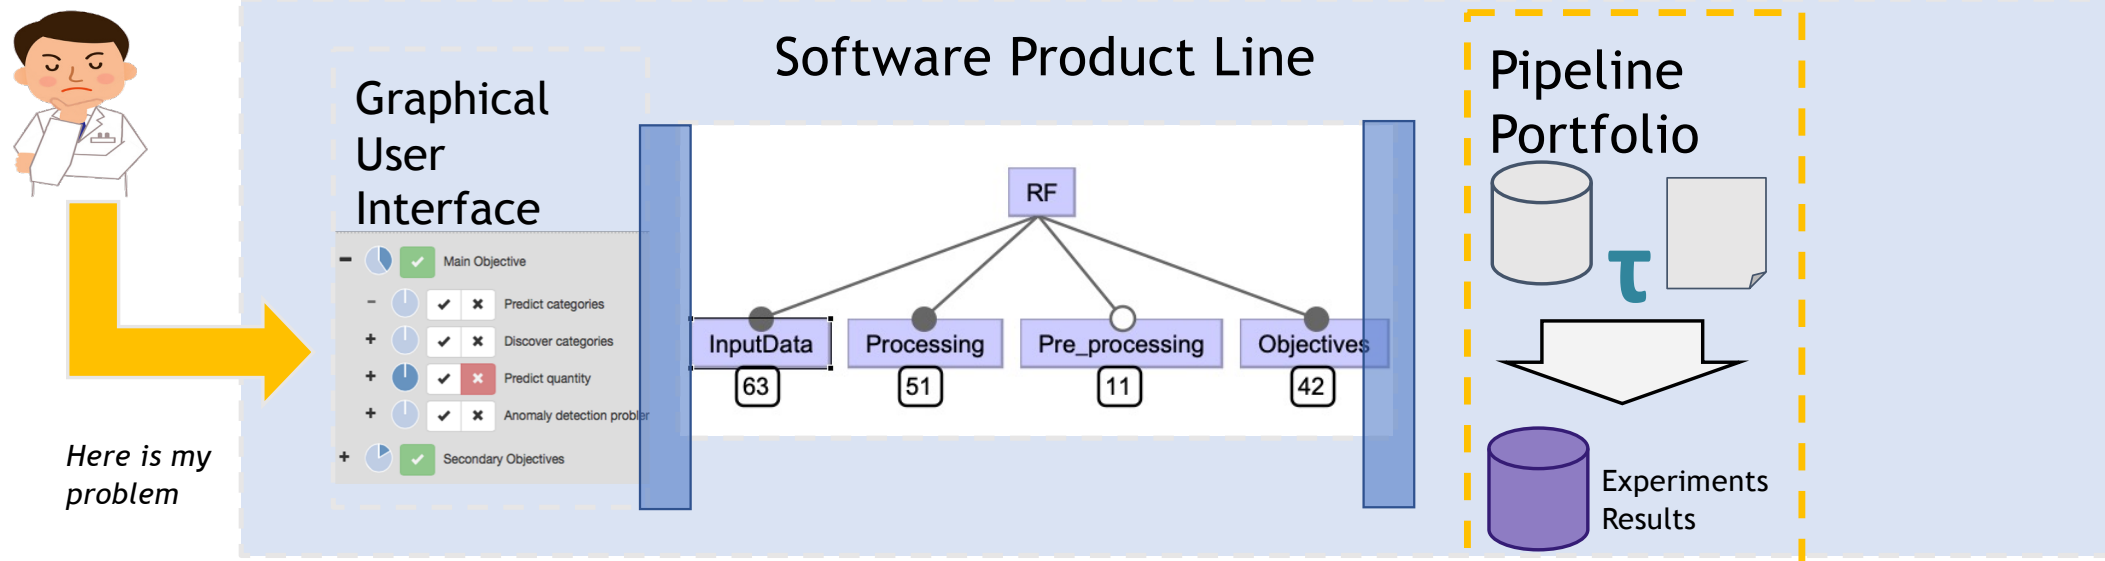 Software Product Line
Graphical
User
Interface
Main Objective
Predict categories
Discover categories
Predict quantity
Anomaly detection probler
Secondary Objectives
Here is my
problem
RF
InputData
Processing
Pre_processing
Objectives
63
51
11
42
Pipeline
Portfolio
τ
Experiments
Results